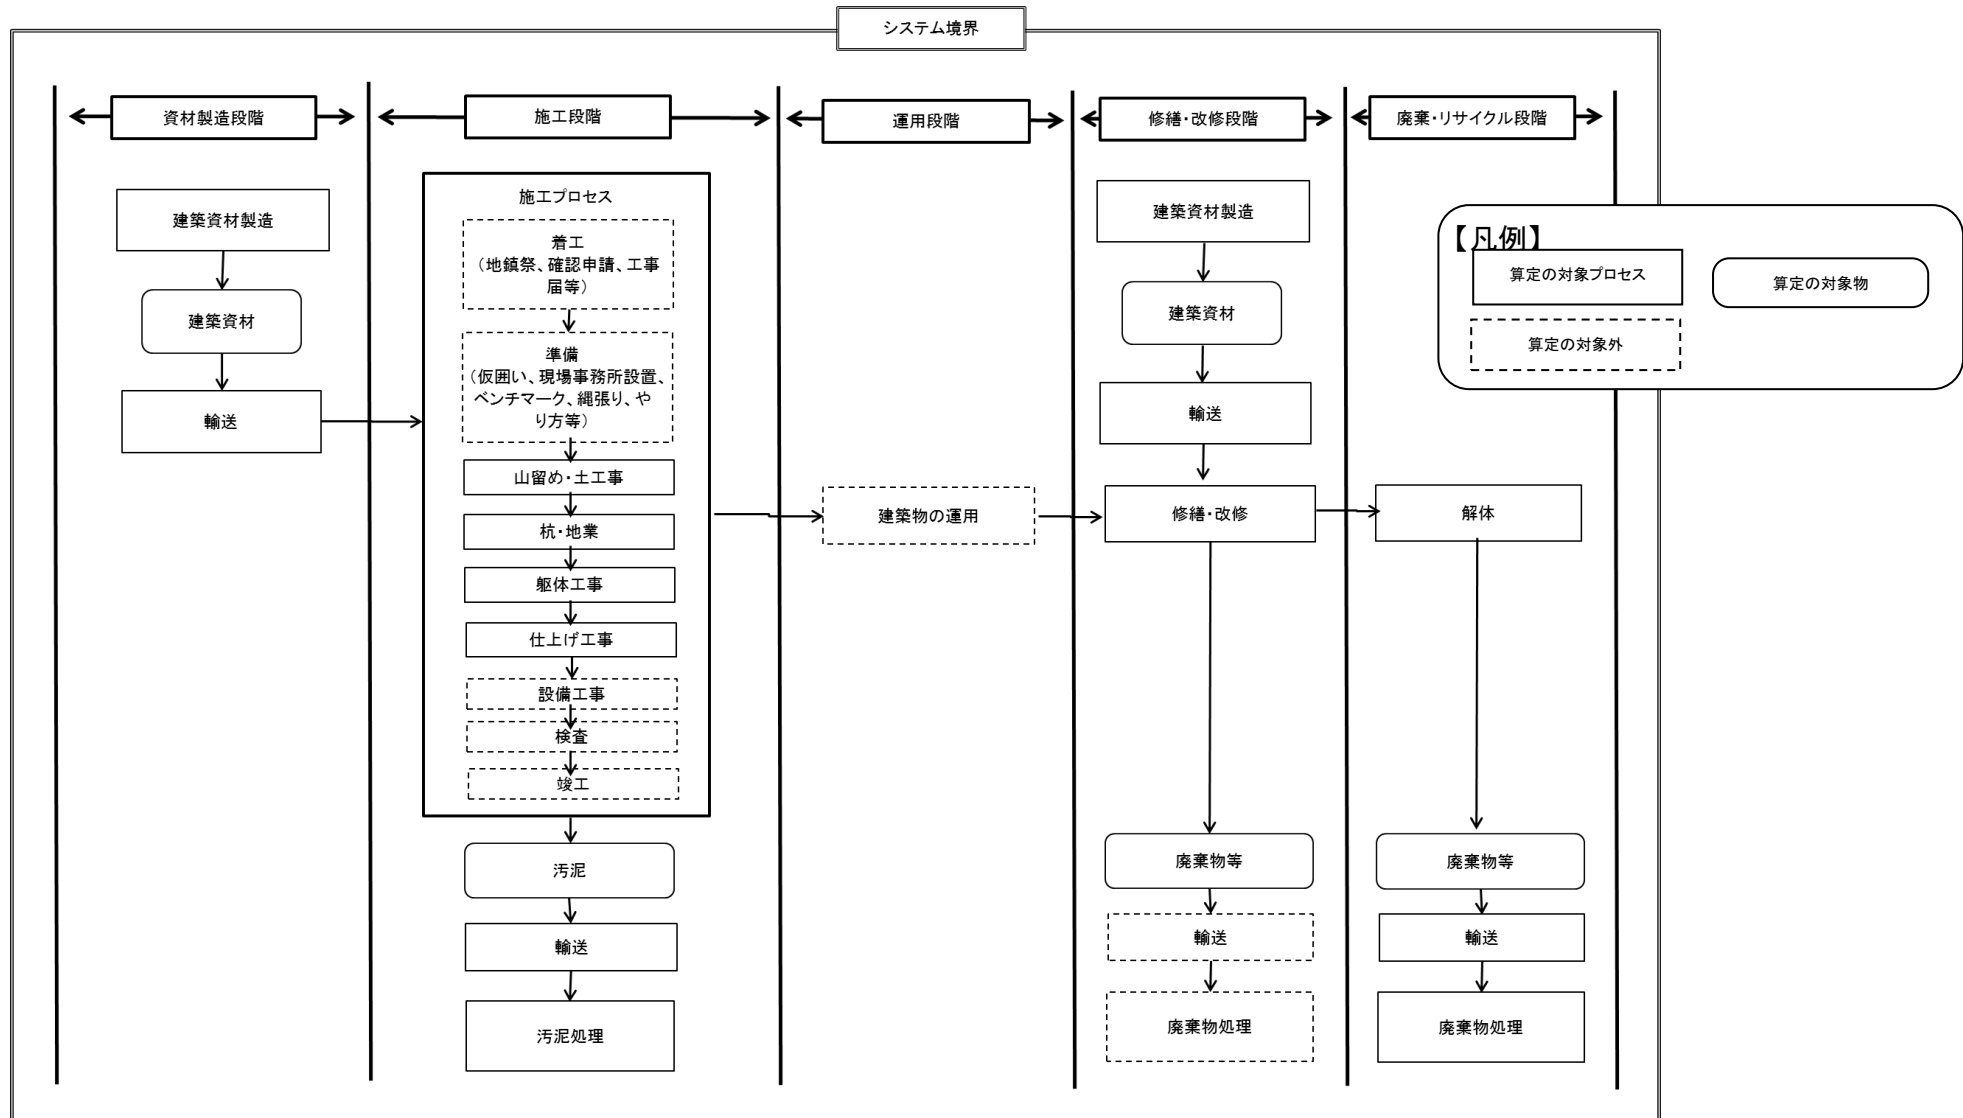 システム境界
資材製造段階
施工段階
運用段階
修繕・改修段階
廃棄・リサイクル段階
建築資材製造
建築資材
輸送
施工プロセス
着工
(地鎮祭、確認申請、工事
届等)
準備
(仮囲い、現場事務所設置、
ベンチマーク、縄張り、や
り方等)
山留め・土工事
杭・地業
躯体工事
仕上げ工事
設備工事
検査
竣工
汚泥
輸送
汚泥処理
建築物の運用
建築資材製造
建築資材
輸送
修繕・改修
廃棄物等
輸送
廃棄物処理
解体
廃棄物等
輸送
廃棄物処理
【凡例】
算定の対象プロセス
算定の対象物
算定の対象外